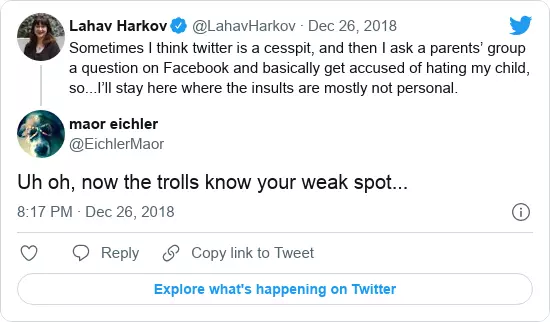 Lahav Harkov @LahavHarkov · Dec 26, 2018
Sometimes I think twitter is a cesspit, and then I ask a parents’ group
a question on Facebook and basically get accused of hating my child,
so...I’ll stay here where the insults are mostly not personal.
maor eichler
@EichlerMaor
Uh oh, now the trolls know your weak spot...
8:17 PM · Dec 26, 2018
Reply Copy link to Tweet
Explore what's happening on Twitter